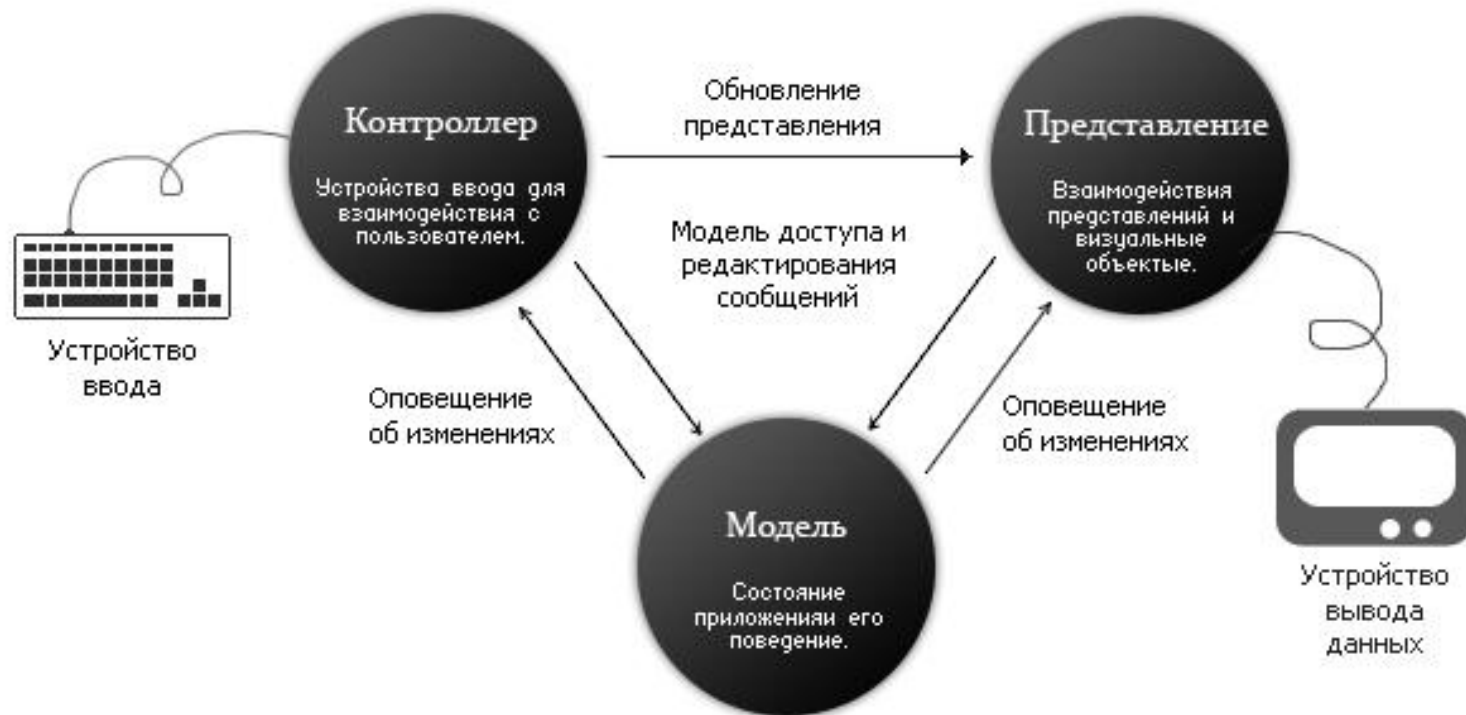 Контроллер
Устройства ввода для
взаимодействия с
пользователем.
Обновление
представления
Представление
Взаимодействия
представлений и
визуальные
объектые.
Модель доступа и
редактирования
сообщений
Устройство
ввода
Оповещение
об изменениях
Оповещение
об изменениях
Модель
Состояние
приложенияи его
поведение.
Устройство
вывода
данных